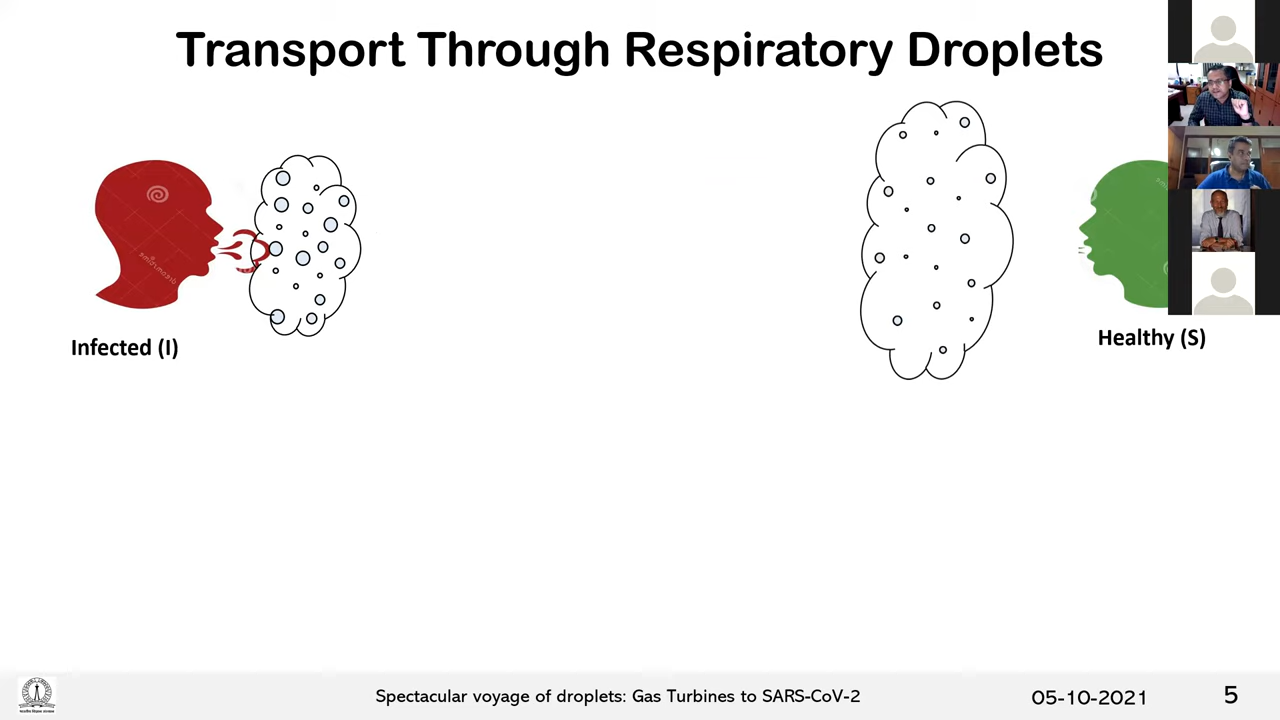 Transport Through Respiratory Droplets
Infected (I)
Healthy (S)
Spectacular voyage of droplets: Gas Turbines to SARS-CoV-2
05-10-2021
5